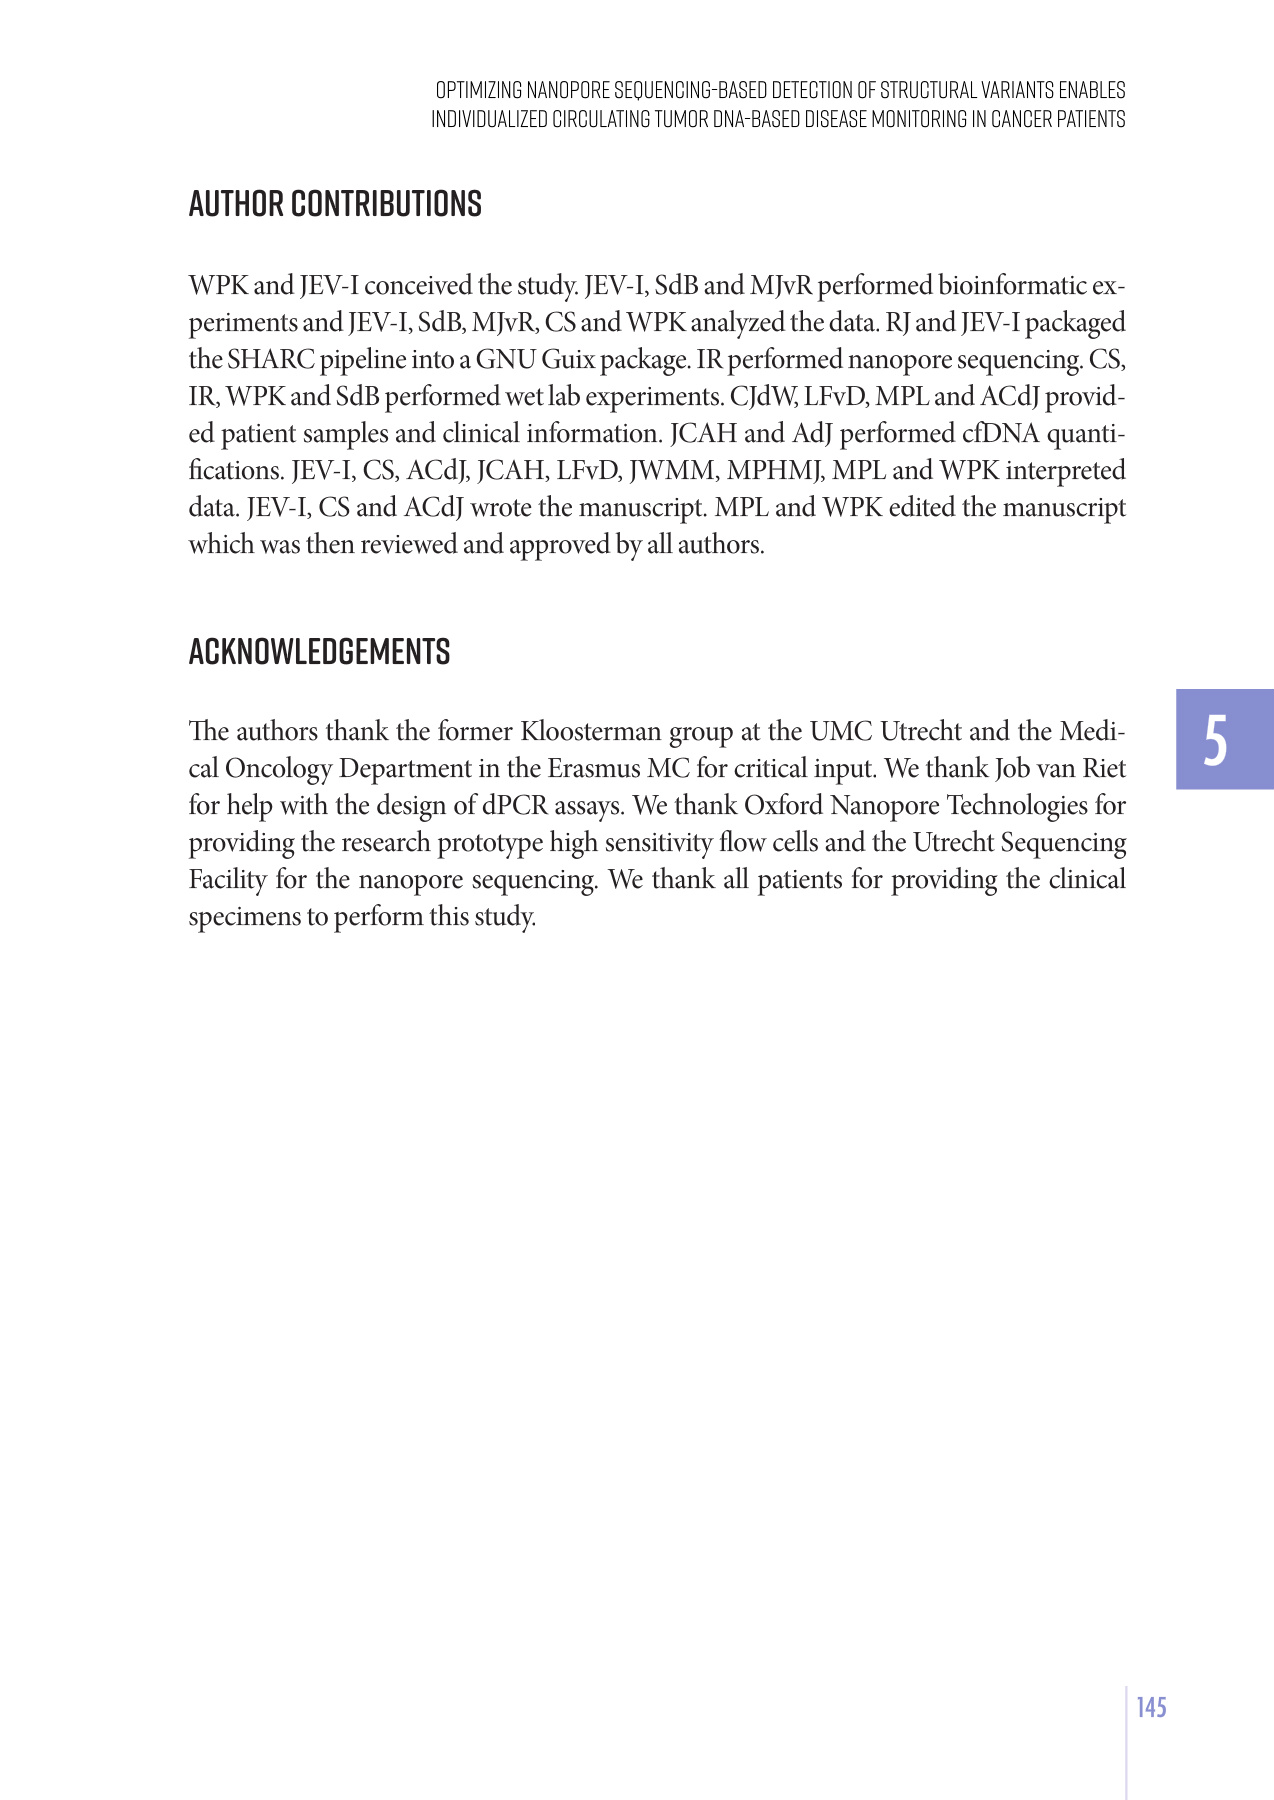 OPTIMIZING NANOPORE SEQUENCING-BASED DETECTION OF STRUCTURAL VARIANTS ENABLES
INDIVIDUALIZED CIRCULATING TUMOR DNA-BASED DISEASE MONITORING IN CANCER PATIENTS
AUTHOR CONTRIBUTIONS
WPK and JEV-I conceived the study. JEV-I, SdB and MJvR performed bioinformatic ex-
periments and JEV-I, SdB, MJvR, CS and WPK analyzed the data. RJ and JEV-I packaged
the SHARC pipeline into a GNU Guix package. IR performed nanopore sequencing. CS,
IR, WPK and SdB performed wet lab experiments. CJdW, LFvD, MPL and ACdJ provid-
ed patient samples and clinical information. JCAH and AdJ performed cfDNA quanti-
fications. JEV-I, CS, ACdJ, JCAH, LFvD, JWMM, MPHMJ, MPL and WPK interpreted
data. JEV-I, CS and ACdJ wrote the manuscript. MPL and WPK edited the manuscript
which was then reviewed and approved by all authors.
ACKNOWLEDGEMENTS
The authors thank the former Kloosterman group at the UMC Utrecht and the Medi-
cal Oncology Department in the Erasmus MC for critical input. We thank Job van Riet
for help with the design of dPCR assays. We thank Oxford Nanopore Technologies for
providing the research prototype high sensitivity flow cells and the Utrecht Sequencing
Facility for the nanopore sequencing. We thank all patients for providing the clinical
specimens to perform this study.
5
145